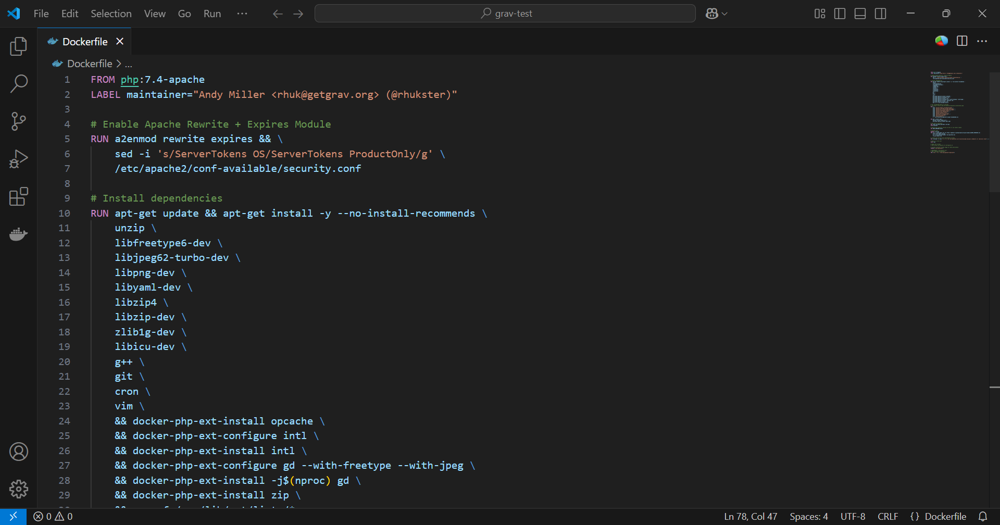 File Edit Selection View Go Run ··· grav-test
Dockerfile
Dockerfile > ...
1 FROM php:7.4-apache
2 LABEL maintainer="Andy Miller <rhuk@getgrav.org> (@rhukster)"
3
4 # Enable Apache Rewrite + Expires Module
5 RUN a2enmod rewrite expires && \
6 sed -i 's/ServerTokens OS/ServerTokens ProductOnly/g' \
7 /etc/apache2/conf-available/security.conf
8
9 # Install dependencies
10 RUN apt-get update && apt-get install -y --no-install-recommends \
11 unzip \
12 libfreetype6-dev \
13 libjpeg62-turbo-dev \
14 libpng-dev \
15 libyaml-dev \
16 libzip4 \
17 libzip-dev \
18 zlib1g-dev \
19 libicu-dev \
20 g++ \
21 git \
22 cron \
23 vim \
24 && docker-php-ext-install opcache \
25 && docker-php-ext-configure intl \
26 && docker-php-ext-install intl \
27 && docker-php-ext-configure gd --with-freetype --with-jpeg \
28 && docker-php-ext-install -j$(nproc) gd \
29 && docker-php-ext-install zip \
0 0 Ln 78, Col 47 Spaces: 4 UTF-8 CRLF {} Dockerfile